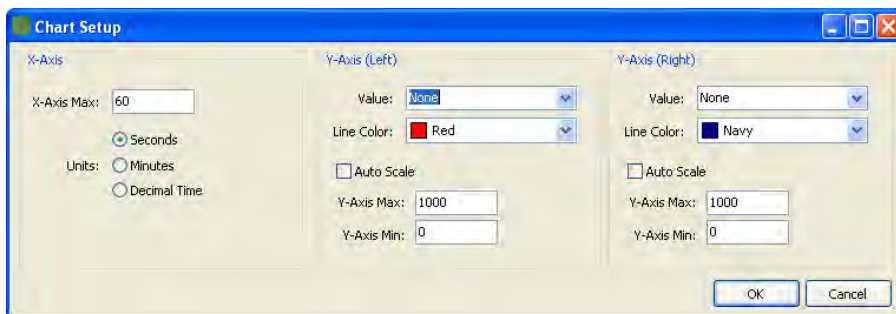 Chart Setup
X-Axis
X-Axis Max: 60
Units:
Seconds
Minutes
Decimal Time
Y-Axis (Left)
Value: None
Line Color: Red
Auto Scale
Y-Axis Max: 1000
Y-Axis Min: 0
Y-Axis (Right)
Value: None
Line Color: Navy
Auto Scale
Y-Axis Max: 1000
Y-Axis Min: 0
OK
Cancel